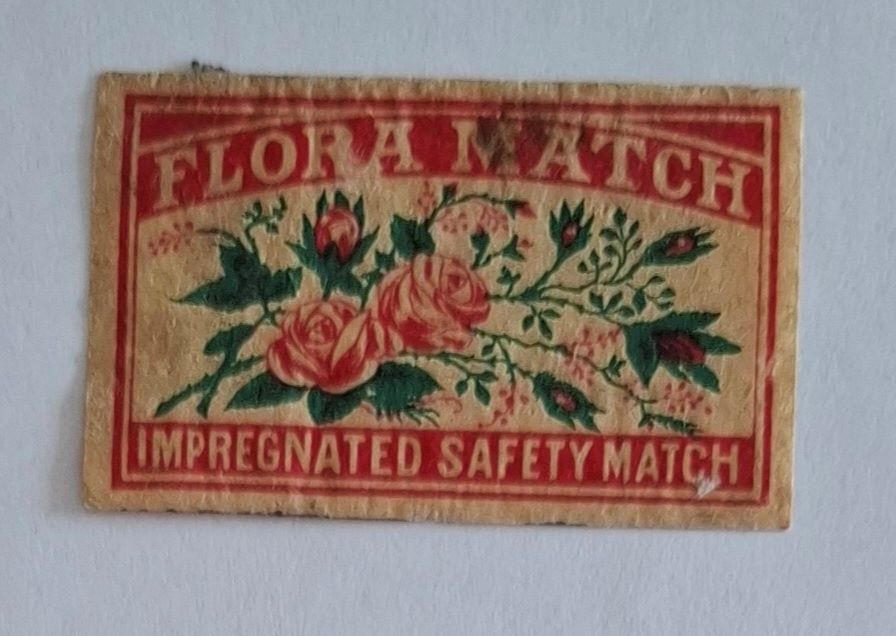 FLORA MATCH
IMPREGNATED SAFETY MATCH